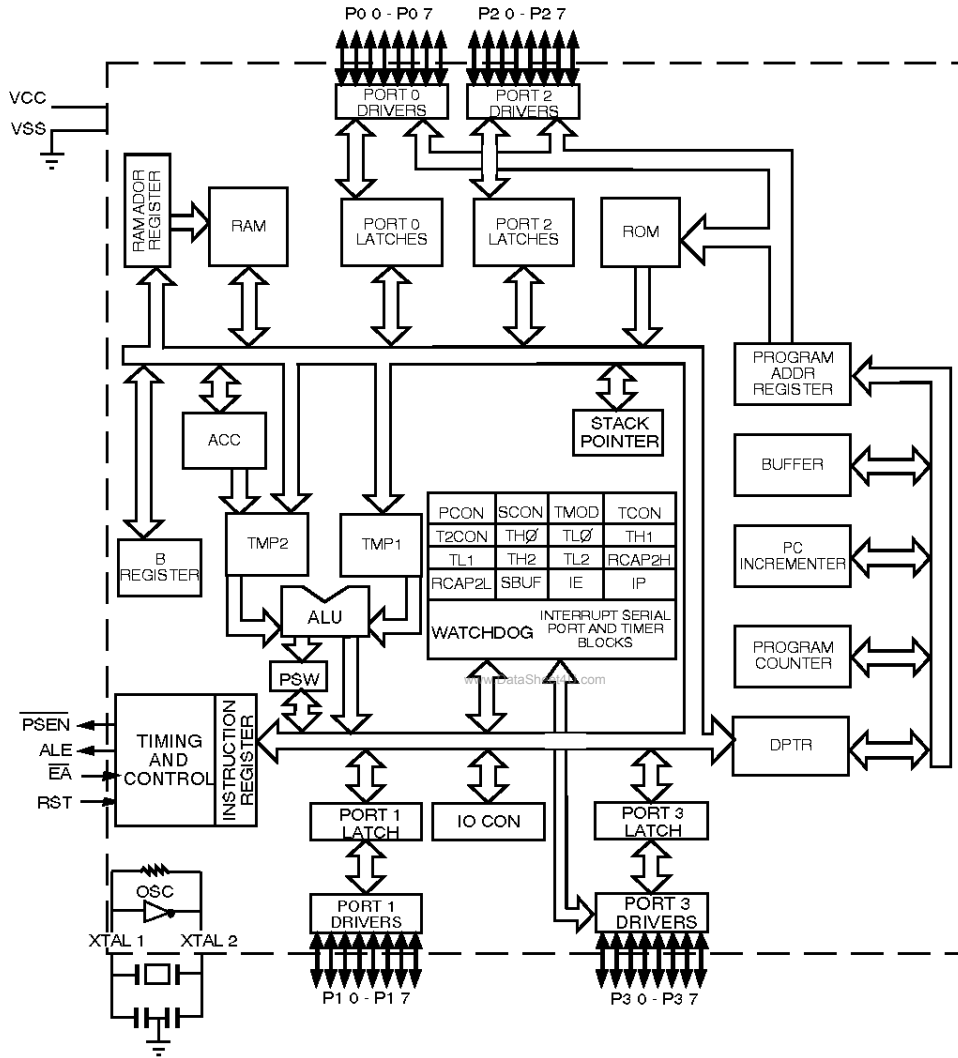 P0 0 - P0 7
P2 0 - P2 7
VCC
VSS
PORT 0
DRIVERS
PORT 2
DRIVERS
RAM ADDR
REGISTER
RAM
PORT 0
LATCHES
PORT 2
LATCHES
ROM
PROGRAM
ADDR
REGISTER
ACC
STACK
POINTER
BUFFER
B
REGISTER
TMP2
TMP1
PCON SCON TMOD TCON
T2CON THØ TLØ TH1
TL1 TH2 TL2 RCAP2H
RCAP2L SBUF IE IP
WATCHDOG
INTERRUPT SERIAL
PORT AND TIMER
BLOCKS
PC
INCREMENTER
ALU
PSW
www.DataSheet4U.com
PROGRAM
COUNTER
PSEN
ALE
EA
RST
TIMING
AND
CONTROL
INSTRUCTION
REGISTER
DPTR
PORT 1
LATCH
IO CON
PORT 3
LATCH
OSC
XTAL 1
XTAL 2
PORT 1
DRIVERS
PORT 3
DRIVERS
P1 0 - P1 7
P3 0 - P3 7